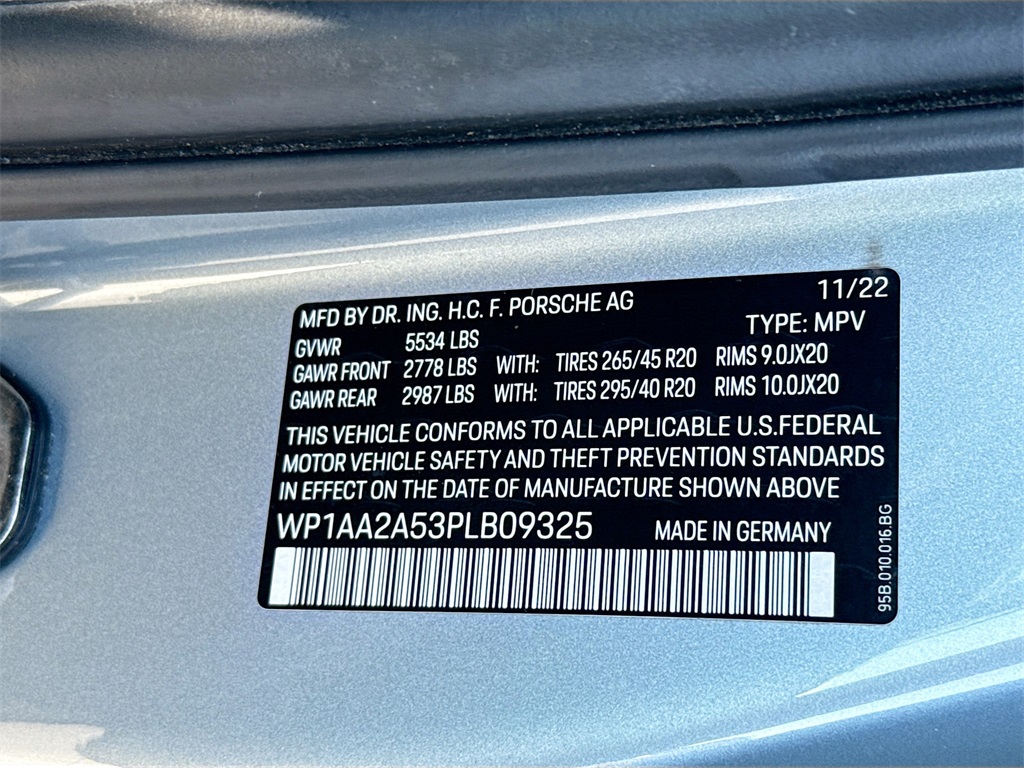 MFD BY DR. ING. H.C. F. PORSCHE AG 11/22
TYPE: MPV
GVWR 5534 LBS
GAWR FRONT 2778 LBS WITH: TIRES 265/45 R20 RIMS 9.0JX20
GAWR REAR 2987 LBS WITH: TIRES 295/40 R20 RIMS 10.0JX20
THIS VEHICLE CONFORMS TO ALL APPLICABLE U.S.FEDERAL
MOTOR VEHICLE SAFETY AND THEFT PREVENTION STANDARDS
IN EFFECT ON THE DATE OF MANUFACTURE SHOWN ABOVE
WP1AA2A53PLB09325 MADE IN GERMANY
95B.010.016.BG